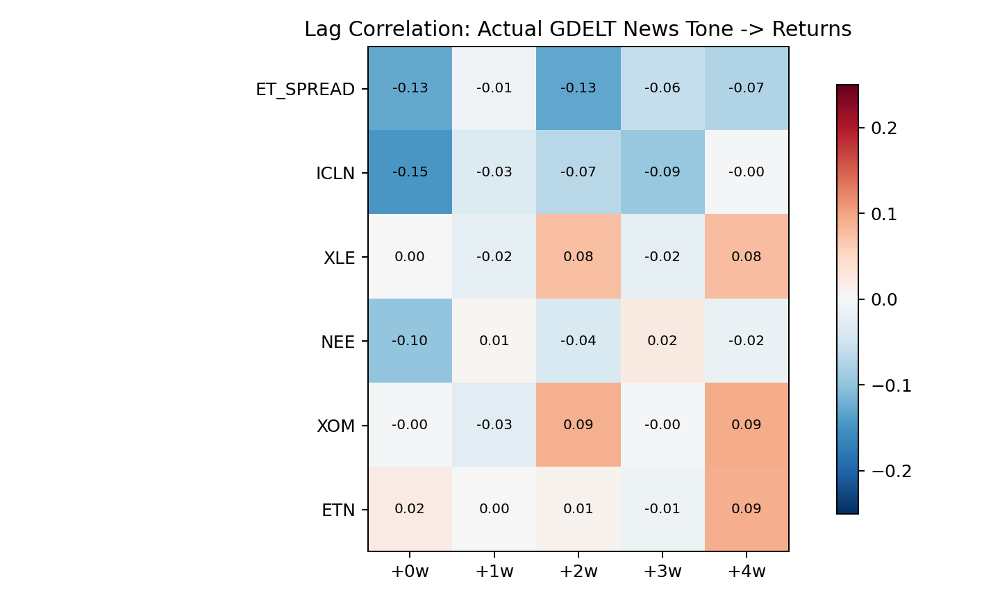 Lag Correlation: Actual GDELT News Tone -> Returns
ET_SPREAD -0.13 -0.01 -0.13 -0.06 -0.07
ICLN -0.15 -0.03 -0.07 -0.09 -0.00
XLE 0.00 -0.02 0.08 -0.02 0.08
NEE -0.10 0.01 -0.04 0.02 -0.02
XOM -0.00 -0.03 0.09 -0.00 0.09
ETN 0.02 0.00 0.01 -0.01 0.09
+0w +1w +2w +3w +4w
0.2
0.1
0.0
−0.1
−0.2